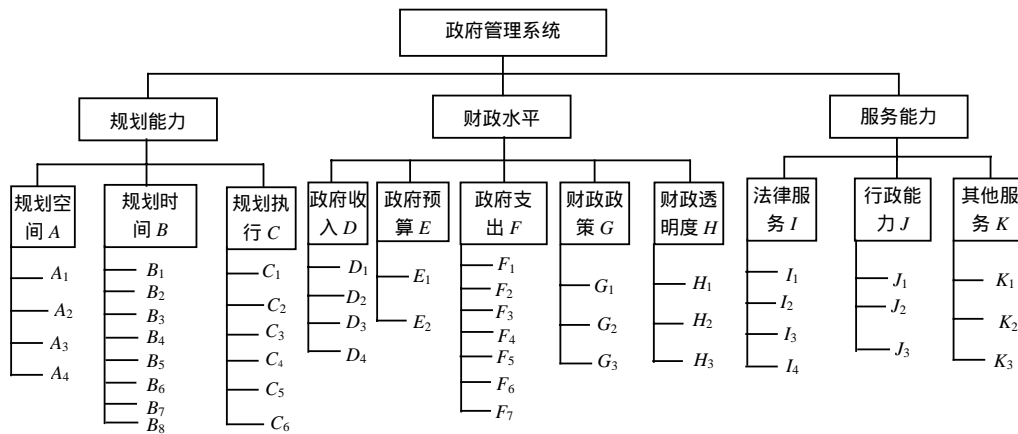 政府管理系统
规划能力
财政水平
服务能力
规划空
间 A
规划时
间 B
规划执
行 C
政府收
入 D
政府预
算 E
政府支
出 F
财政政
策 G
财政透
明度 H
法律服
务 I
行政能
力 J
其他服
务 K
A1
A2
A3
A4
B1
B2
B3
B4
B5
B6
B7
B8
C1
C2
C3
C4
C5
C6
D1
D2
D3
D4
E1
E2
F1
F2
F3
F4
F5
F6
F7
G1
G2
G3
H1
H2
H3
I1
I2
I3
I4
J1
J2
J3
K1
K2
K3